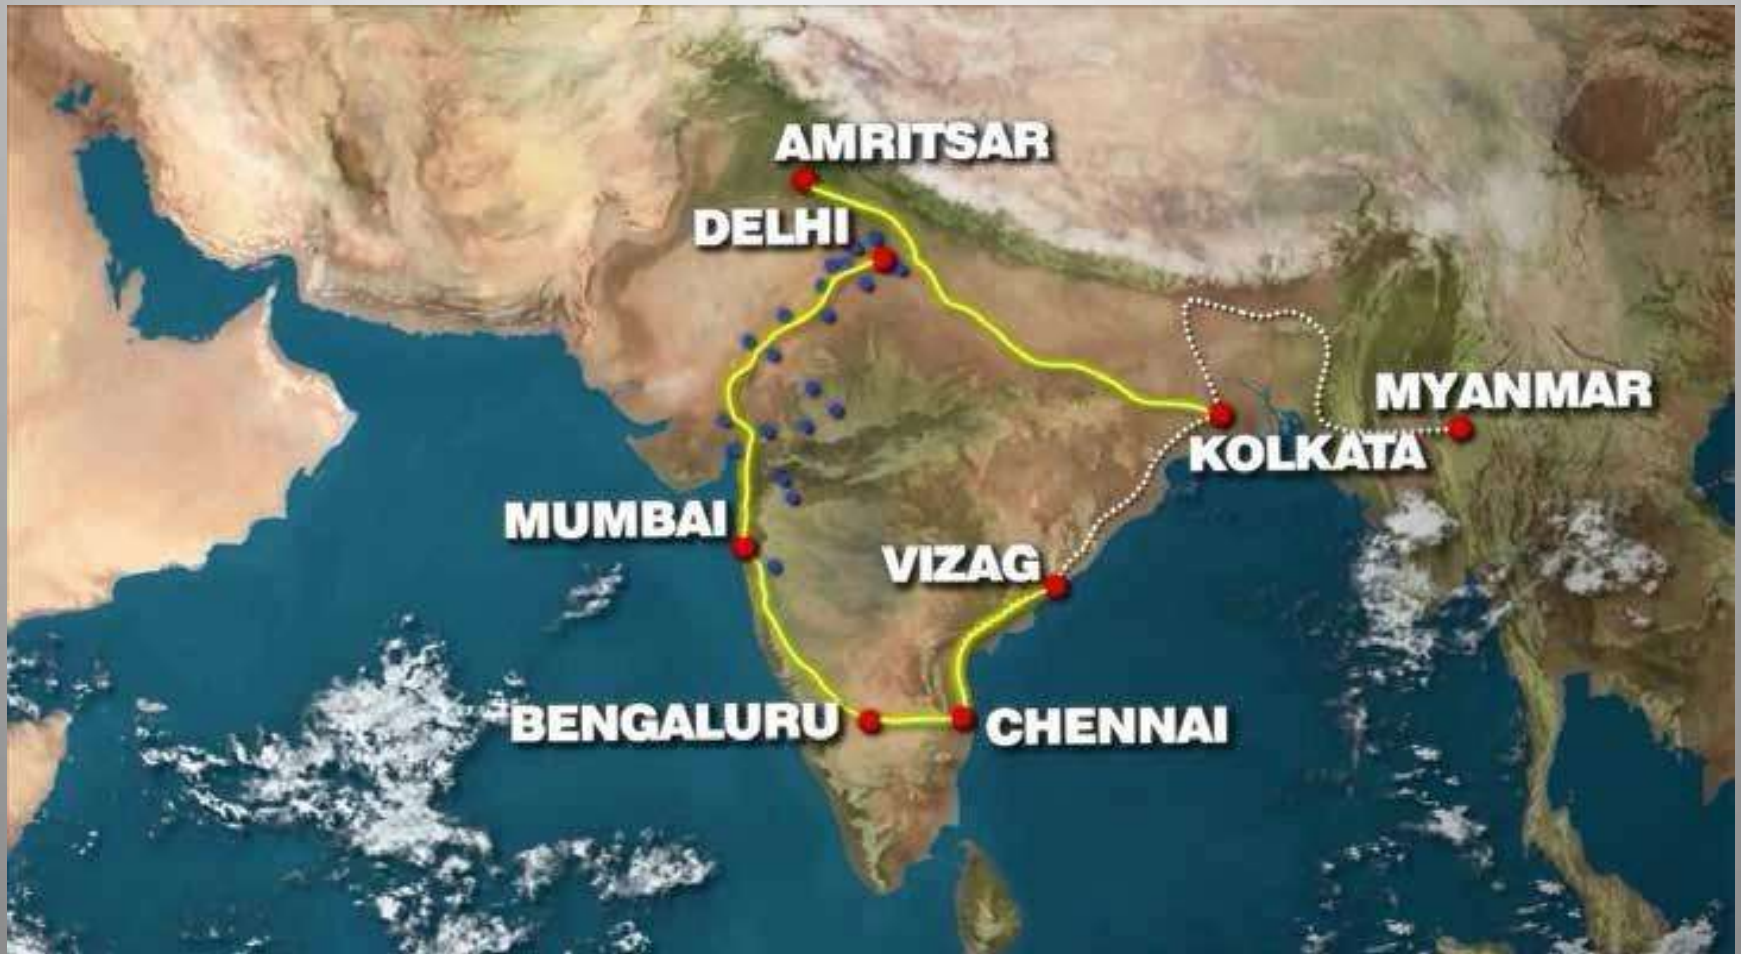 AMRITSAR
DELHI
MYANMAR
KOLKATA
MUMBAI
VIZAG
BENGALURU
CHENNAI